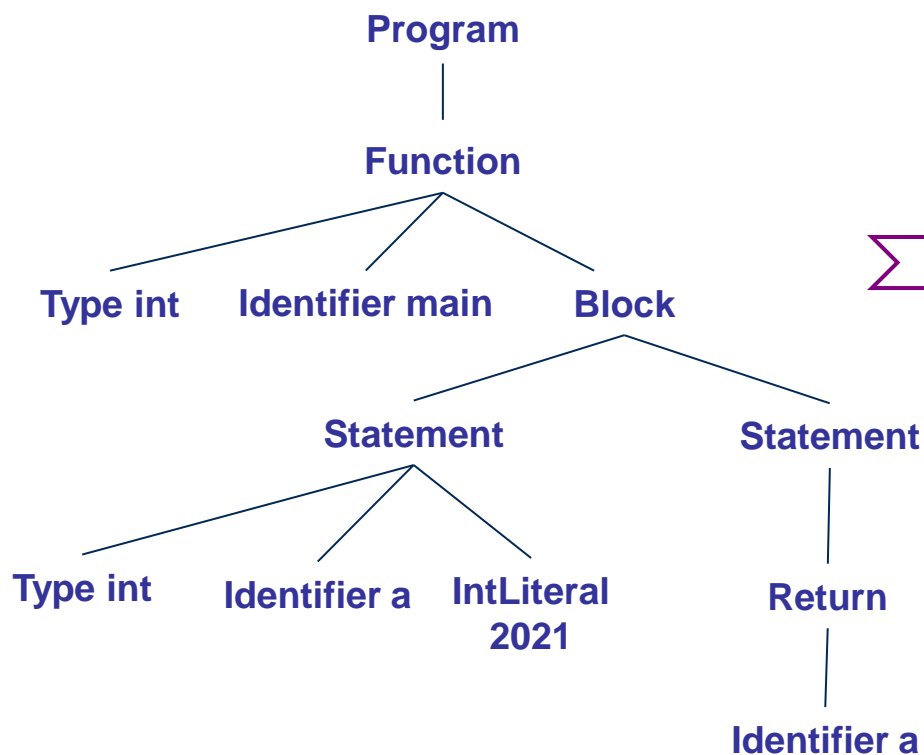 Program
Function
Type int
Identifier main
Block
Statement
Statement
Type int
Identifier a
IntLiteral
2021
Return
Identifier a